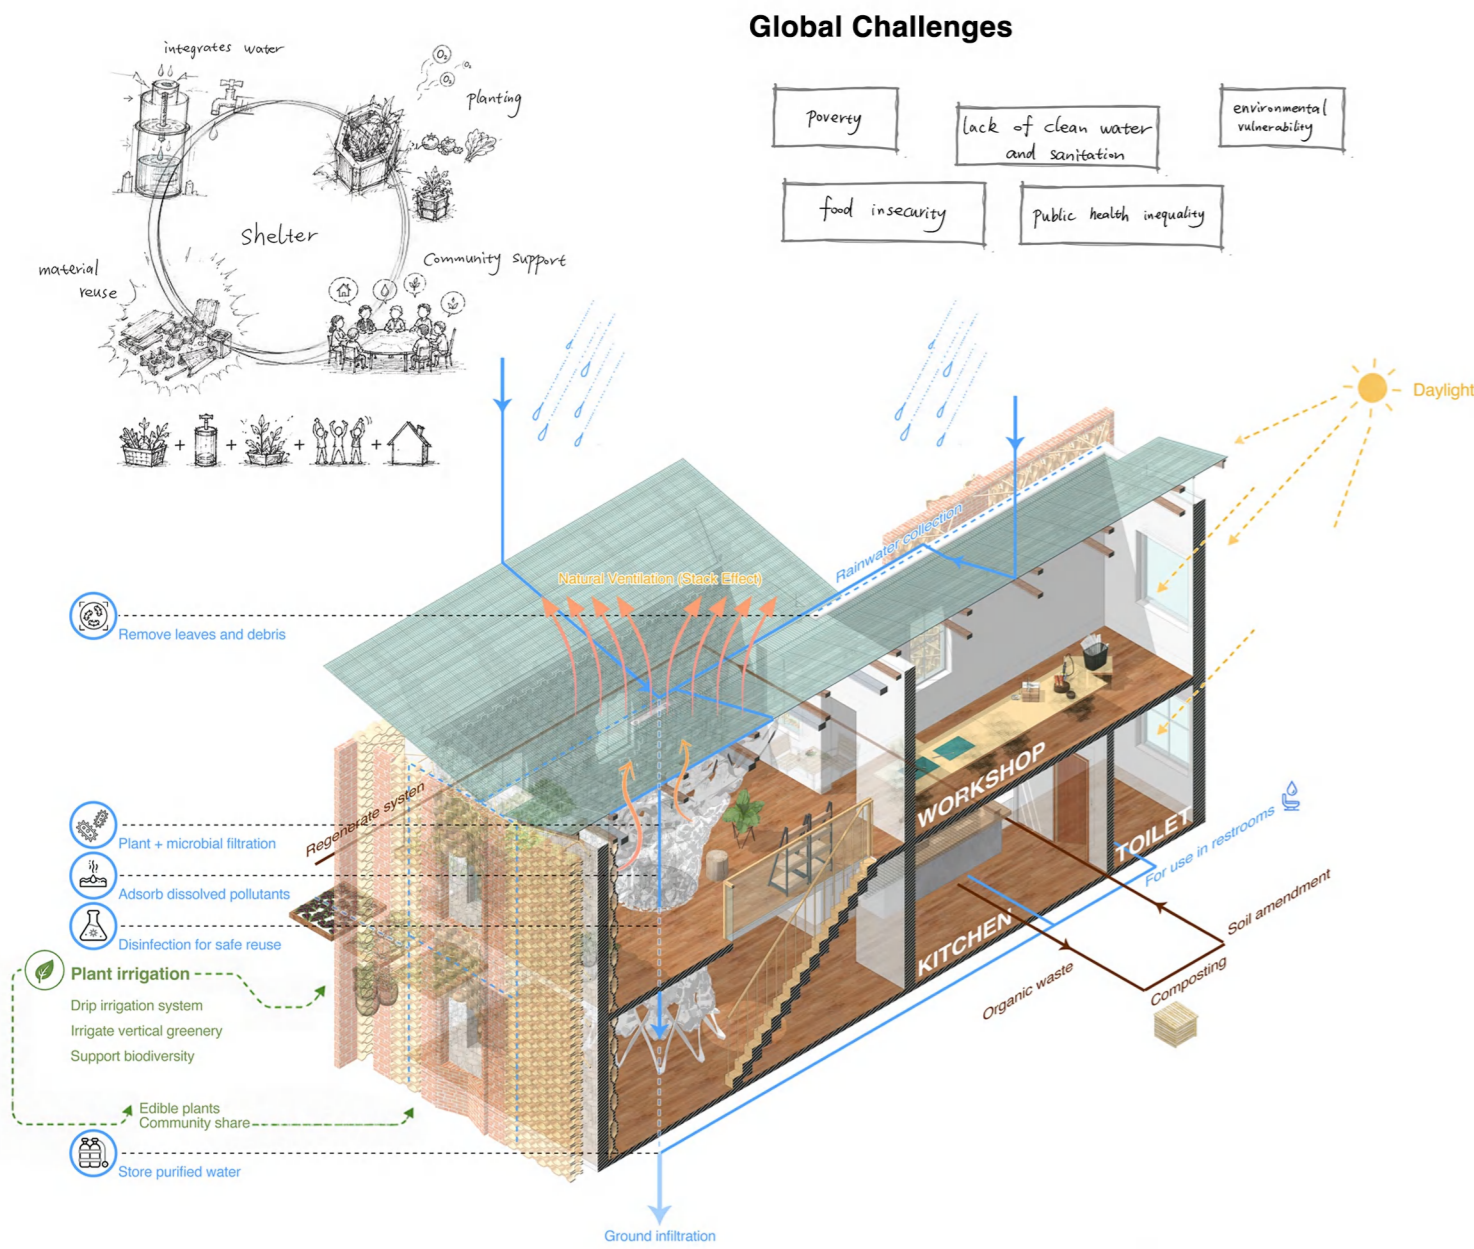 Global Challenges
integrates water
O₂
O₂
O₂
planting
poverty
lack of clean water
and sanitation
environmental
vulnerability
food insecurity
public health inequality
Shelter
Community support
material
reuse
+
+
+
+
Daylight
Rainwater collection
Natural Ventilation (Stack Effect)
Remove leaves and debris
Regenerate systen
WORKSHOP
TOILET
KITCHEN
For use in restrooms
Plant + microbial filtration
Adsorb dissolved pollutants
Disinfection for safe reuse
Soil amendment
Composting
Organic waste
Plant irrigation
Drip irrigation system
Irrigate vertical greenery
Support biodiversity
Edible plants
Community share
Store purified water
Ground infiltration